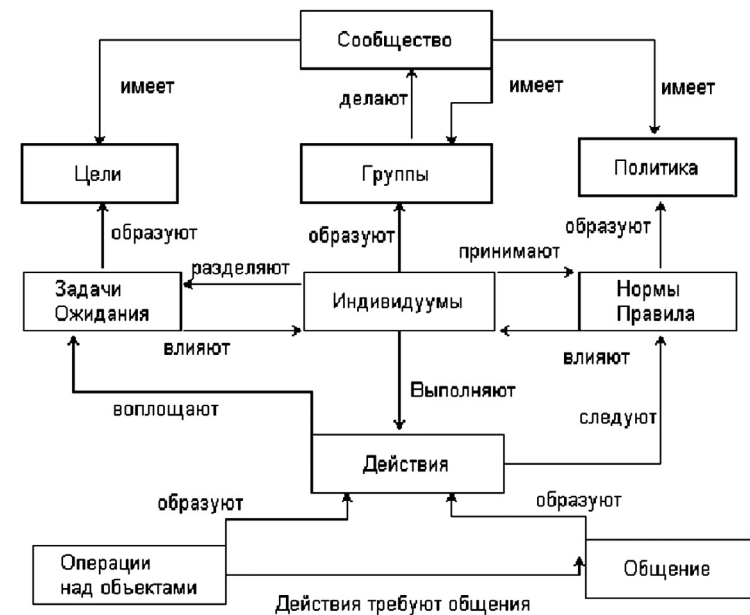 Сообщество
имеет
делают
имеет
имеет
Цели
Группы
Политика
образуют
образуют
образуют
разделяют
принимают
Задачи
Ожидания
Индивидуумы
Нормы
Правила
влияют
влияют
Выполняют
воплощают
следуют
Действия
образуют
образуют
Операции
над объектами
Общение
Действия требуют общения